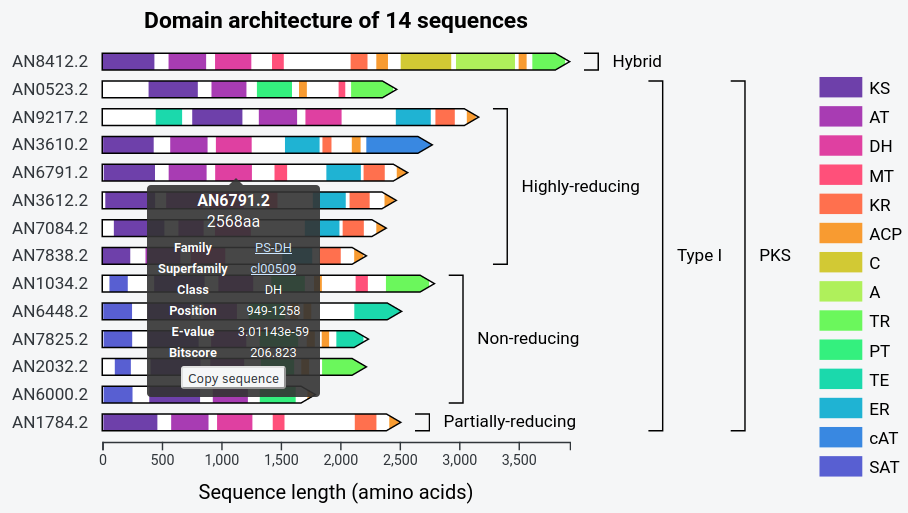 Domain architecture of 14 sequences
AN8412.2
Hybrid
AN0523.2
AN9217.2
AN3610.2
AN6791.2
AN3612.2
AN7084.2
AN7838.2
AN1034.2
AN6448.2
AN7825.2
AN2032.2
AN6000.2
AN1784.2
Highly-reducing
Non-reducing
Partially-reducing
Type I
PKS
AN6791.2
2568aa
Family PS-DH
Superfamily cl00509
Class DH
Position 949-1258
E-value 3.01143e-59
Bitscore 206.823
Copy sequence
0 500 1,000 1,500 2,000 2,500 3,000 3,500
Sequence length (amino acids)
KS
AT
DH
MT
KR
ACP
C
A
TR
PT
TE
ER
cAT
SAT